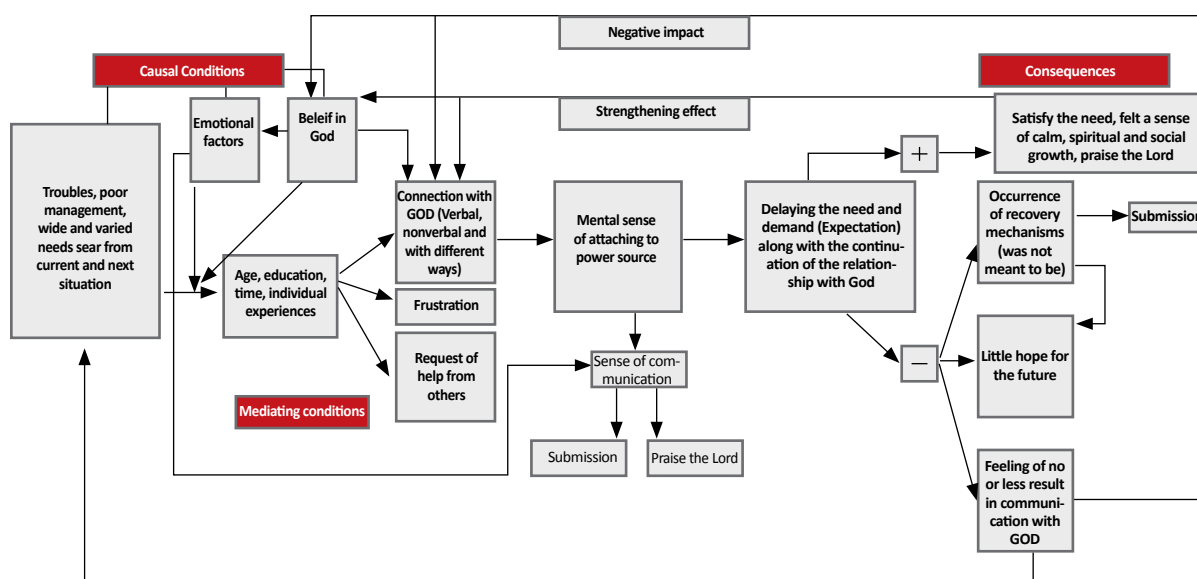 Negative impact
Causal Conditions
Consequences
Strengthening effect
Emotional
factors
Beleif in
God
Satisfy the need, felt a sense
of calm, spiritual and social
growth, praise the Lord
+
Troubles, poor
management,
wide and varied
needs sear from
current and next
situation
Connection with
GOD (Verbal,
nonverbal and
with different
ways)
Mental sense
of attaching to
power source
Delaying the need and
demand (Expectation)
along with the continu-
ation of the relation-
ship with God
Occurrence of
recovery
mechanisms
(was not
meant to be)
Submission
Age, education,
time, individual
experiences
Frustration
Request of
help from
others
Sense of com-
munication
−
Little hope for
the future
Mediating conditions
Submission
Praise the Lord
Feeling of no
or less result
in communi-
cation with
GOD